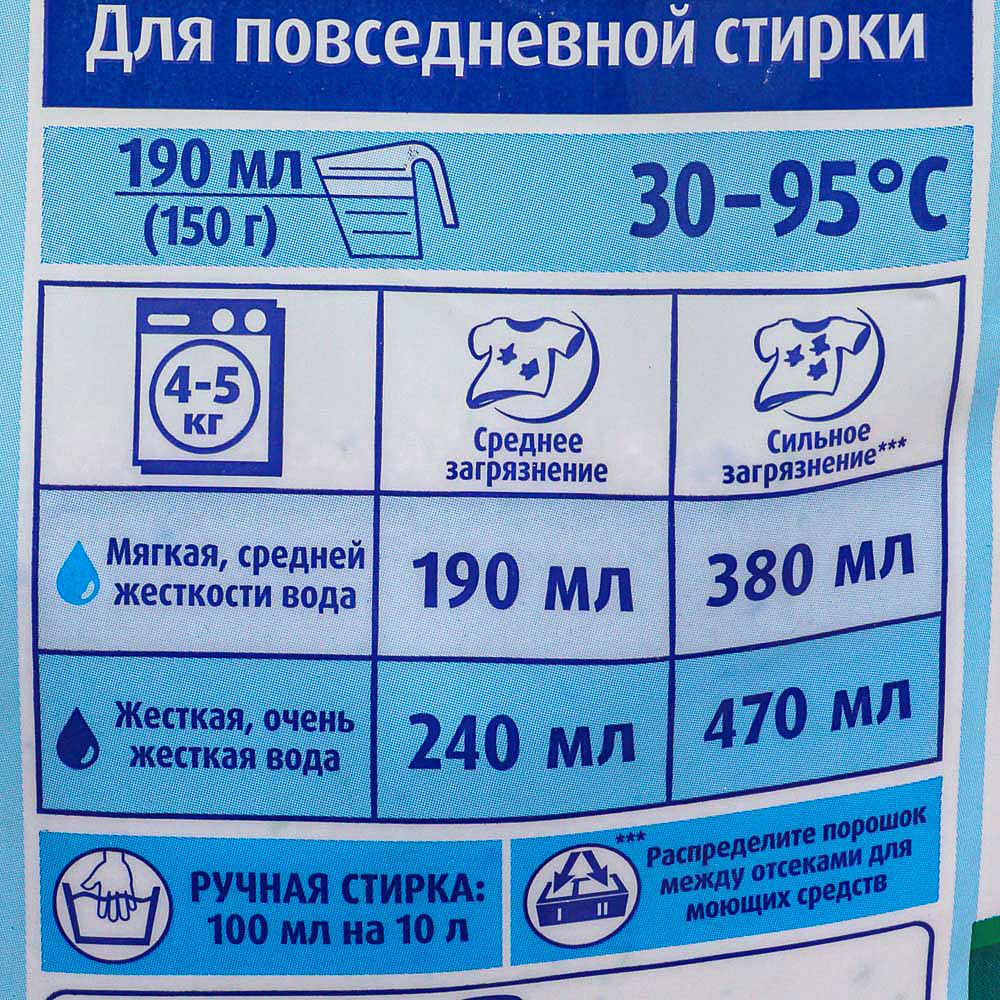 Для повседневной стирки
190 мл
(150 г)
30–95°C
4-5
кг
Среднее
загрязнение
Сильное
загрязнение***
Мягкая, средней
жесткости вода
190 мл
380 мл
Жесткая, очень
жесткая вода
240 мл
470 мл
РУЧНАЯ СТИРКА:
100 мл на 10 л
*** Распределите порошок
между отсеками для
моющих средств